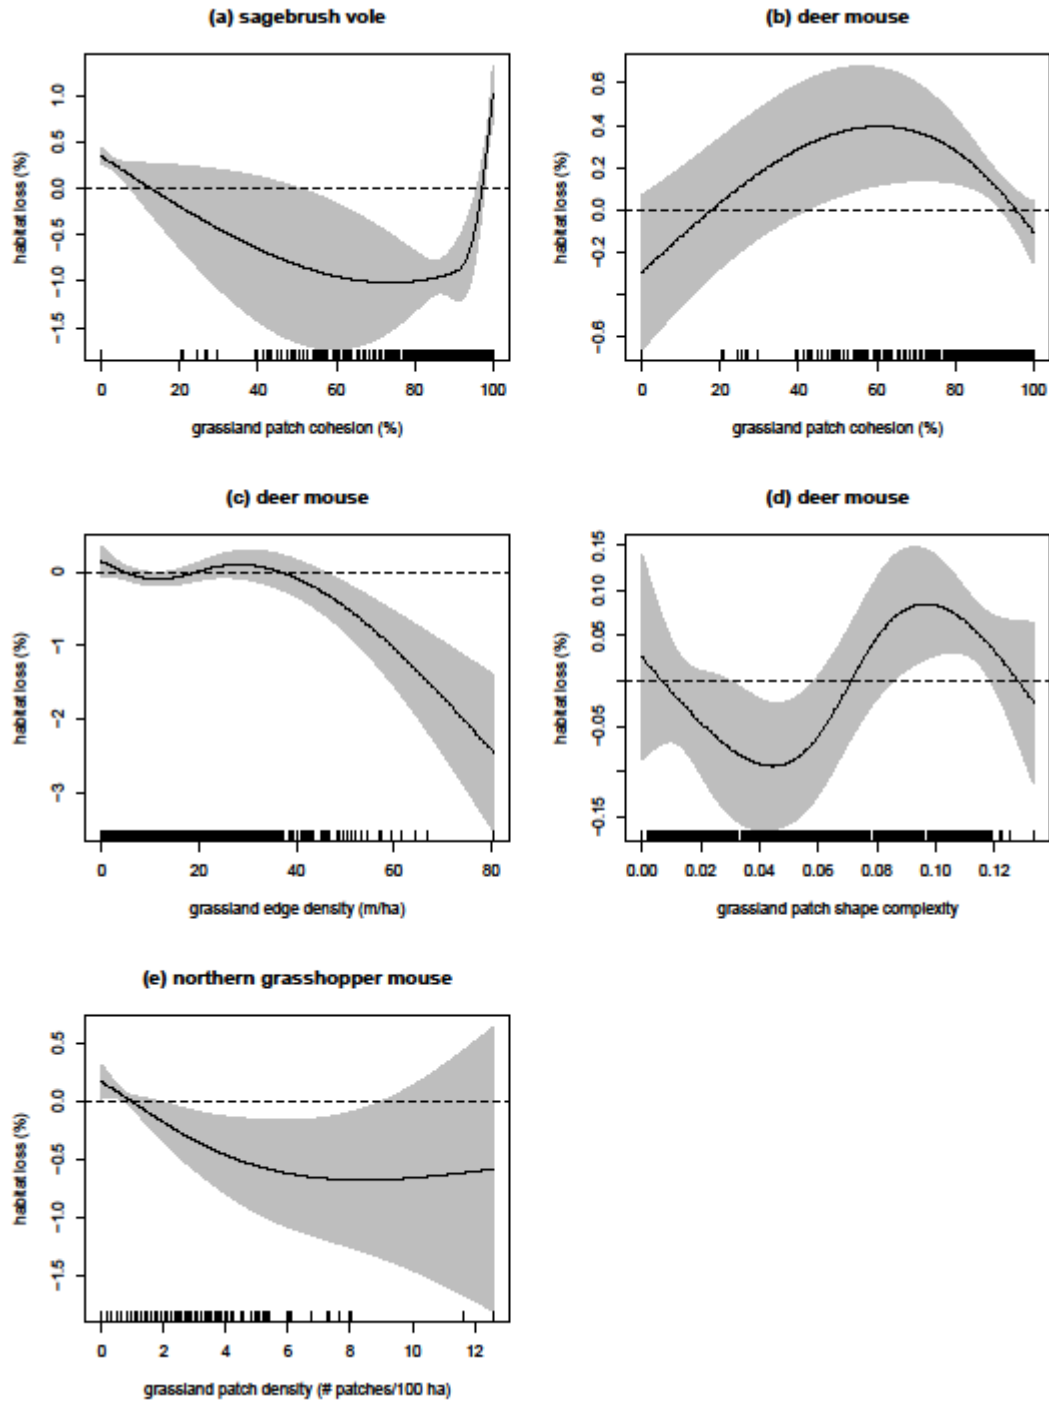 (a) sagebrush vole
habitat loss (%)
1.0
0.5
0.0
−0.5
−1.0
−1.5
0 20 40 60 80 100
grassland patch cohesion (%)
(b) deer mouse
habitat loss (%)
0.6
0.4
0.2
0.0
−0.2
−0.6
0 20 40 60 80 100
grassland patch cohesion (%)
(c) deer mouse
habitat loss (%)
0
−1
−2
−3
0 20 40 60 80
grassland edge density (m/ha)
(d) deer mouse
habitat loss (%)
0.15
0.10
0.05
−0.05
−0.15
0.00 0.02 0.04 0.06 0.08 0.10 0.12
grassland patch shape complexity
(e) northern grasshopper mouse
habitat loss (%)
0.5
0.0
−0.5
−1.0
−1.5
0 2 4 6 8 10 12
grassland patch density (# patches/100 ha)